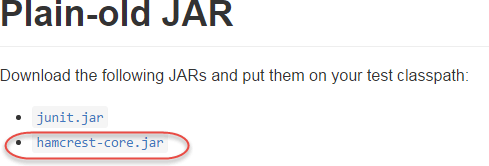 Plain-old JAR
Download the following JARs and put them on your test classpath:
junit.jar
hamcrest-core.jar